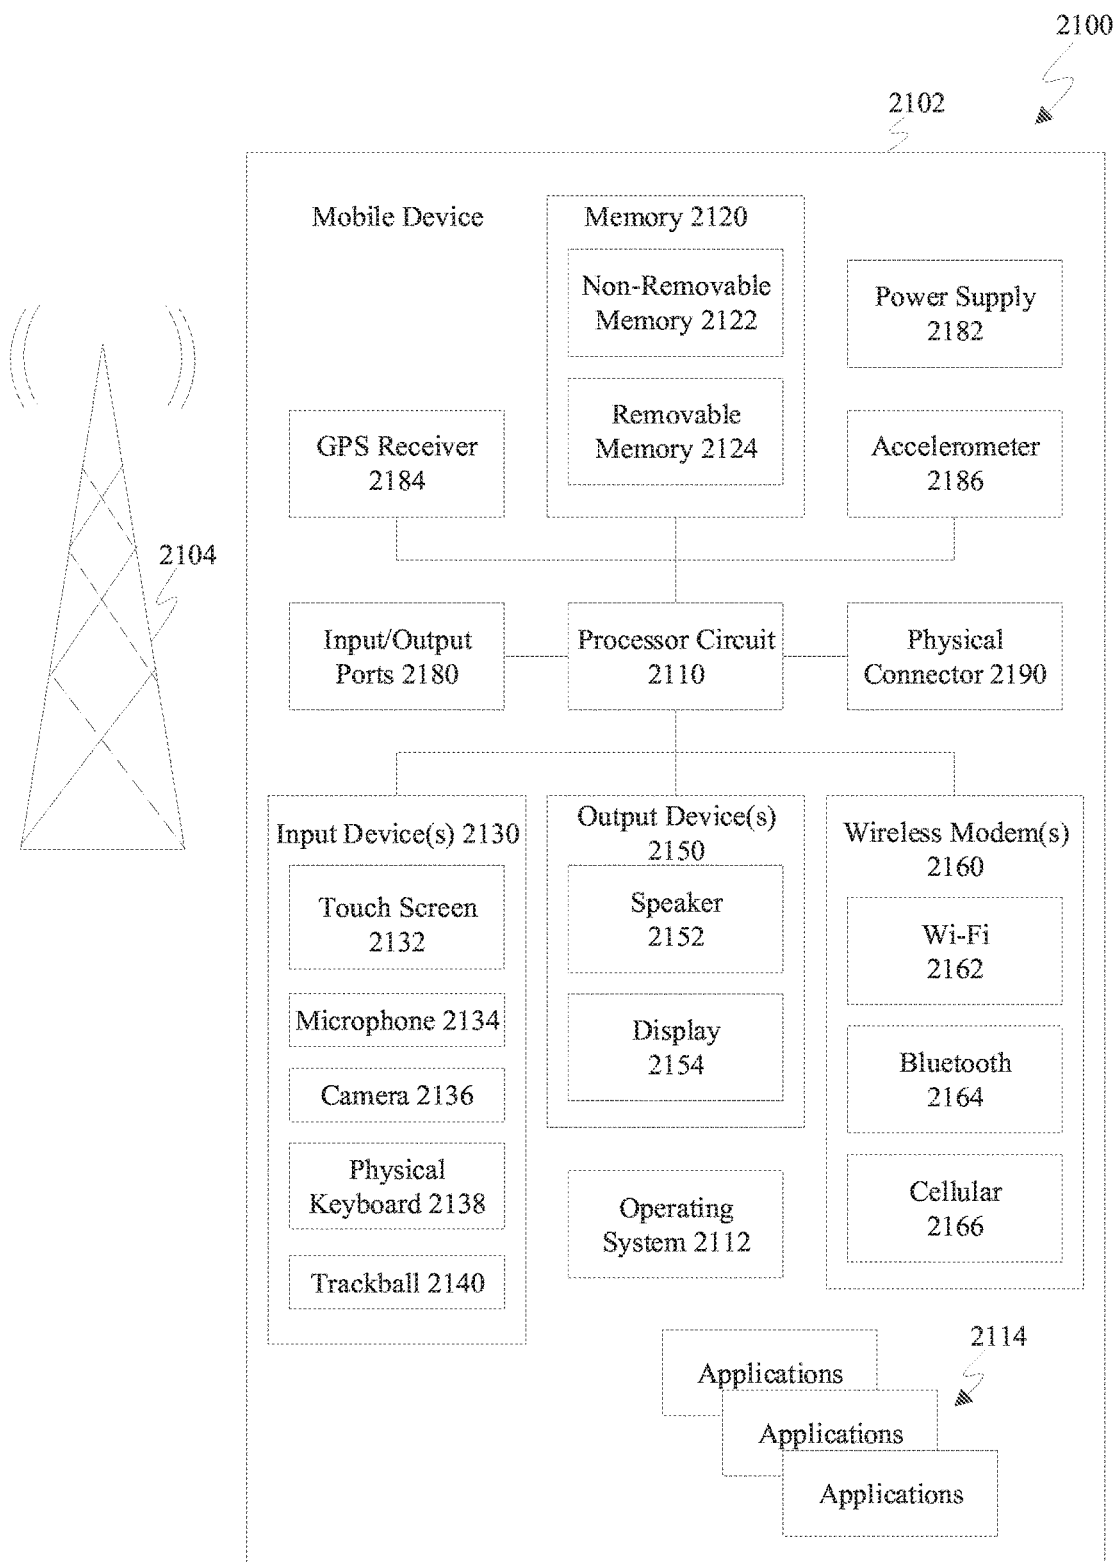 2100
2102
Mobile Device
Memory 2120
Non-Removable
Memory 2122
Power Supply
2182
Removable
Memory 2124
GPS Receiver
2184
Accelerometer
2186
2104
Input/Output
Ports 2180
Processor Circuit
2110
Physical
Connector 2190
Input Device(s) 2130
Touch Screen
2132
Microphone 2134
Camera 2136
Physical
Keyboard 2138
Trackball 2140
Output Device(s)
2150
Speaker
2152
Display
2154
Operating
System 2112
Wireless Modem(s)
2160
Wi-Fi
2162
Bluetooth
2164
Cellular
2166
2114
Applications
Applications
Applications